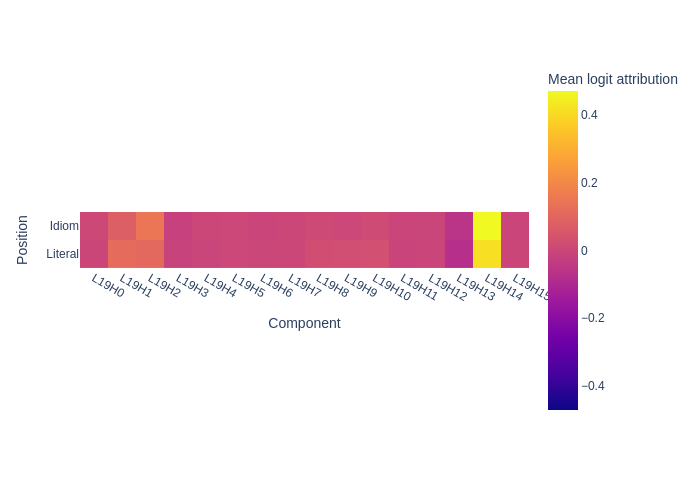 Mean logit attribution
0.4
0.2
0
−0.2
−0.4
Position
Idiom
Literal
L19H0
L19H1
L19H2
L19H3
L19H4
L19H5
L19H6
L19H7
L19H8
L19H9
L19H10
L19H11
L19H12
L19H13
L19H14
L19H15
Component